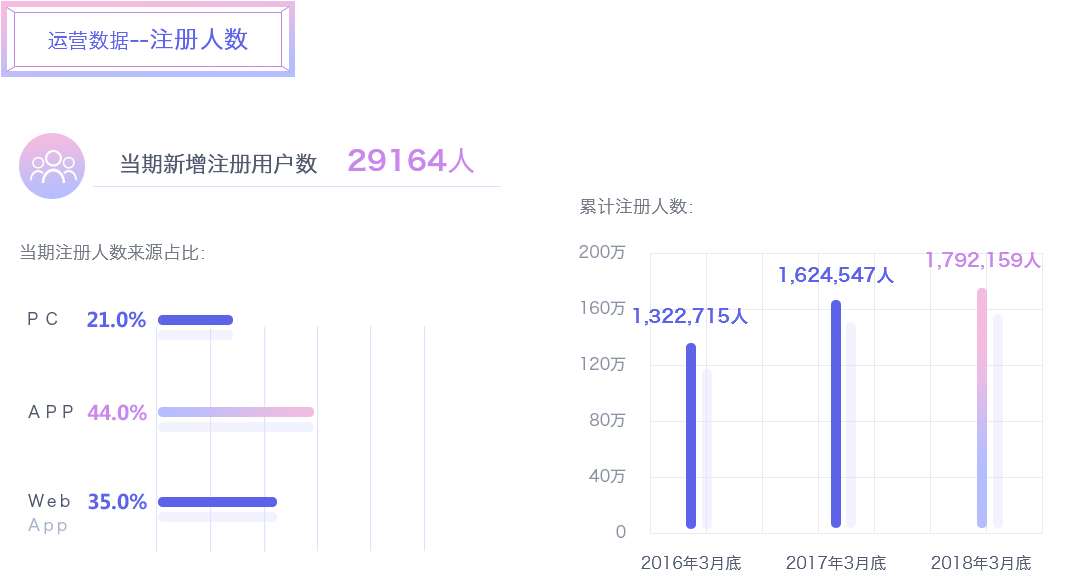 运营数据--注册人数
当期新增注册用户数 29164人
当期注册人数来源占比:
PC 21.0%
APP 44.0%
Web 35.0%
App
累计注册人数:
200万
1,792,159人
1,624,547人
160万
1,322,715人
120万
80万
40万
0
2016年3月底 2017年3月底 2018年3月底